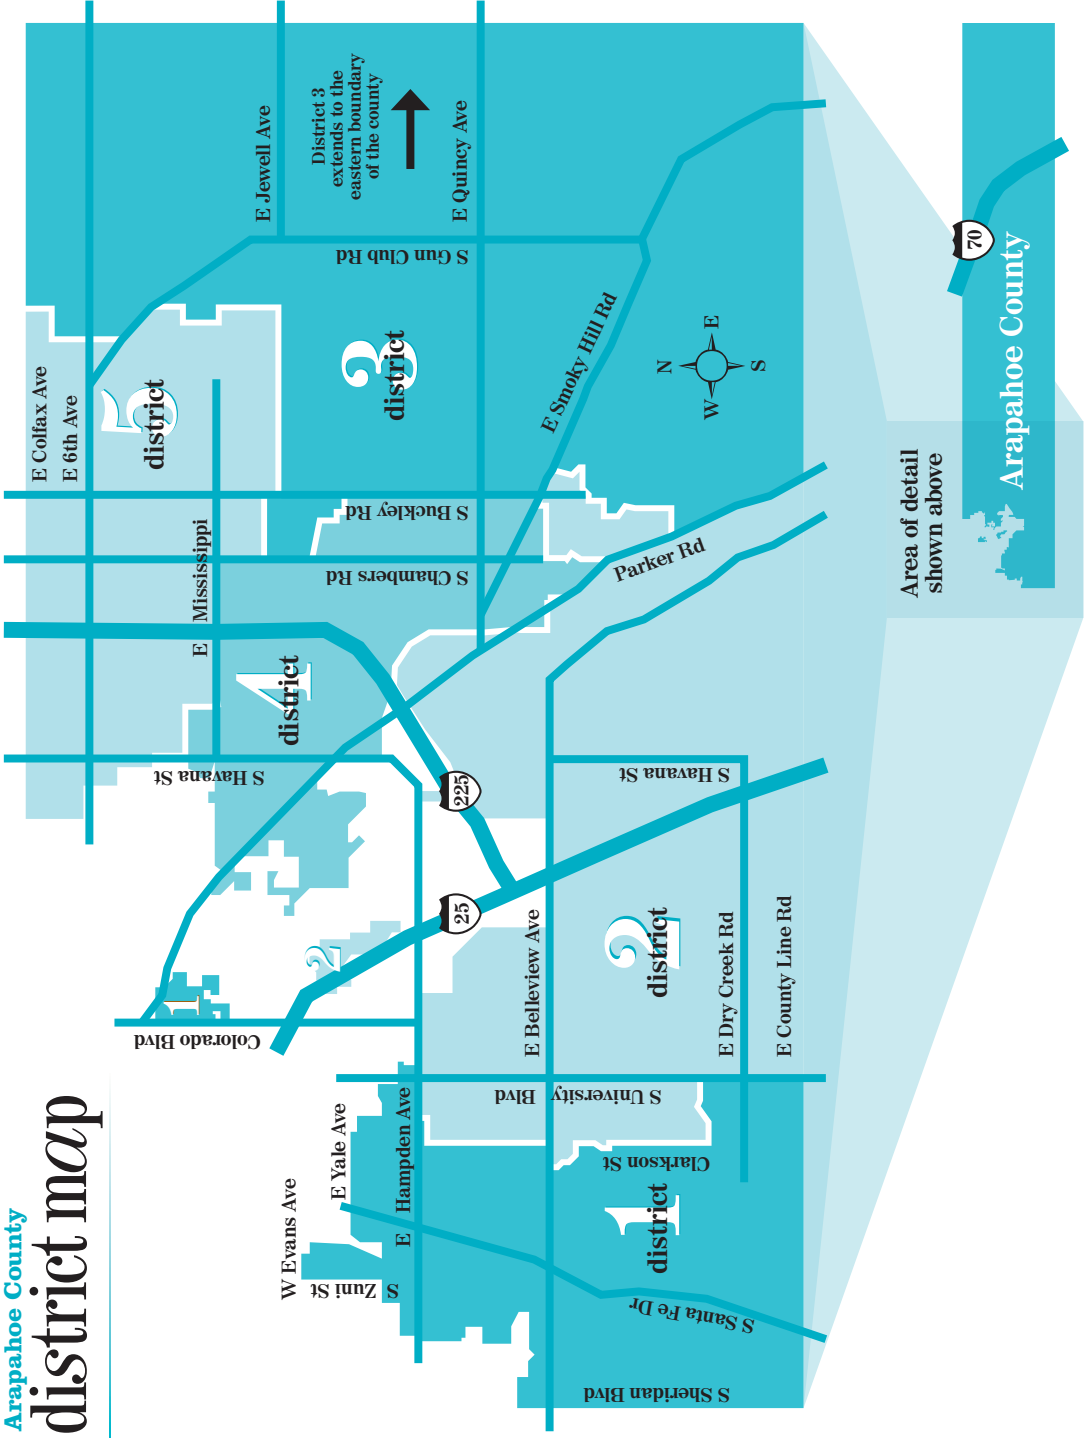 Arapahoe County
district map
E Colfax Ave
E 6th Ave
E Jewell Ave
District 3
extends to the
eastern boundary
of the county
E Quincy Ave
S Gun Club Rd
5
district
3
district
E Smoky Hill Rd
N
W
E
S
E Mississippi
S Buckley Rd
S Chambers Rd
Parker Rd
4
district
S Havana St
225
S Havana St
25
2
1
Colorado Blvd
E Belleview Ave
2
district
E Dry Creek Rd
E County Line Rd
S University Blvd
W Evans Ave
E Yale Ave
E Hampden Ave
S Zuni St
Clarkson St
1
district
S Santa Fe Dr
S Sheridan Blvd
Area of detail
shown above
70
Arapahoe County